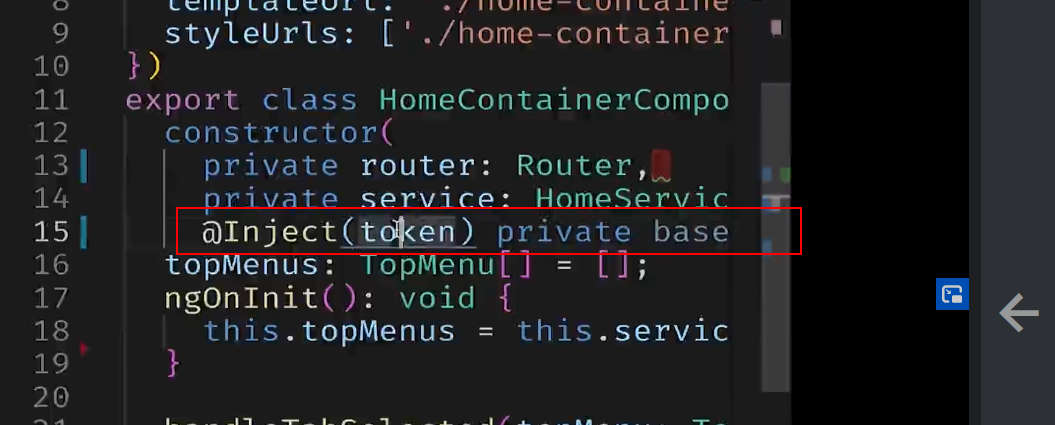 8 templateUrl: './home-containe
9 styleUrls: ['./home-container
10 })
11 export class HomeContainerCompo
12 constructor(
13 private router: Router,
14 private service: HomeServic
15 @Inject(token) private base
16 topMenus: TopMenu[] = [];
17 ngOnInit(): void {
18 this.topMenus = this.servic
19 }
20
21 handleTabSelected(topMenu: To